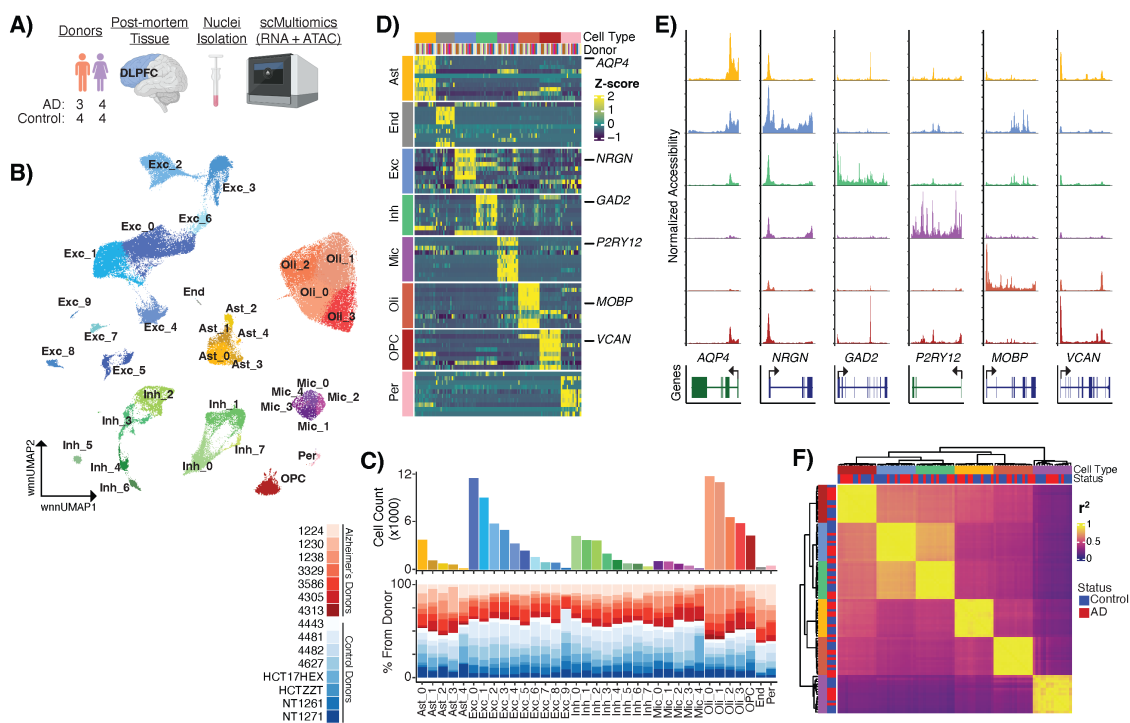 A)
Donors
Post-mortem
Tissue
Nuclei
Isolation
scMultiomics
(RNA + ATAC)
DLPFC
AD: 3 4
Control: 4 4
B)
Exc_2
Exc_3
Exc_6
Exc_0
Exc_1
Exc_9
Exc_4
Exc_7
Exc_8
Exc_5
End
Oli_2
Oli_1
Oli_0
Oli_3
Ast_2
Ast_1
Ast_4
Ast_0
Ast_3
Inh_2
Inh_3
Inh_1
Inh_5
Inh_4
Inh_7
Inh_0
Inh_6
Mic_0
Mic_4
Mic_2
Mic_3
Mic_1
Per
OPC
wnnUMAP2
wnnUMAP1
1224
1230
1238
3329
3586
4305
4313
4443
4481
4482
4627
HCT17HEX
HCTZZT
NT1261
NT1271
Alzheimer's
Donors
Control Donors
C)
Cell Count
(x1000)
12
6
0
% From Donor
100
50
0
Ast_0
Ast_1
Ast_2
Ast_3
Ast_4
Exc_0
Exc_1
Exc_2
Exc_3
Exc_4
Exc_5
Exc_6
Exc_7
Exc_8
Exc_9
Inh_0
Inh_1
Inh_2
Inh_3
Inh_4
Inh_5
Inh_6
Inh_7
Mic_0
Mic_1
Mic_2
Mic_3
Mic_4
Oli_0
Oli_1
Oli_2
Oli_3
OPC
End
Per
D)
Cell Type
Donor
Ast
End
Exc
Inh
Mic
Oli
OPC
Per
AQP4
Z-score
2
1
0
−1
NRGN
GAD2
P2RY12
MOBP
VCAN
E)
Normalized Accessibility
AQP4
NRGN
GAD2
P2RY12
MOBP
VCAN
Genes
F)
Cell Type
Status
r²
1
0.5
0
Status
Control
AD